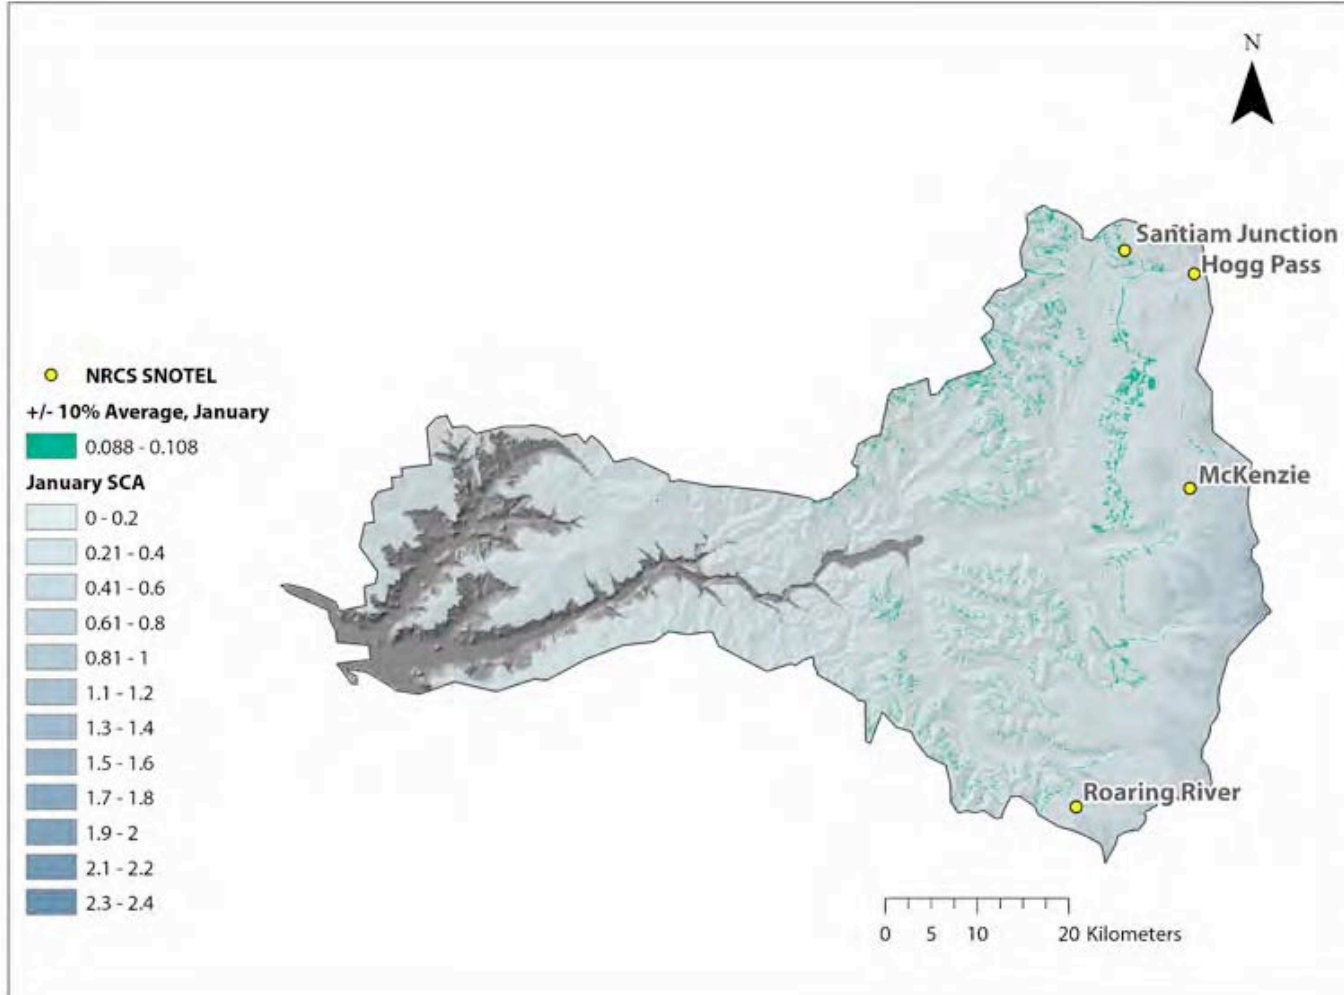 N
Santiam Junction
Hogg Pass
McKenzie
Roaring River
NRCS SNOTEL
+/- 10% Average, January
0.088 - 0.108
January SCA
0 - 0.2
0.21 - 0.4
0.41 - 0.6
0.61 - 0.8
0.81 - 1
1.1 - 1.2
1.3 - 1.4
1.5 - 1.6
1.7 - 1.8
1.9 - 2
2.1 - 2.2
2.3 - 2.4
0 5 10 20 Kilometers